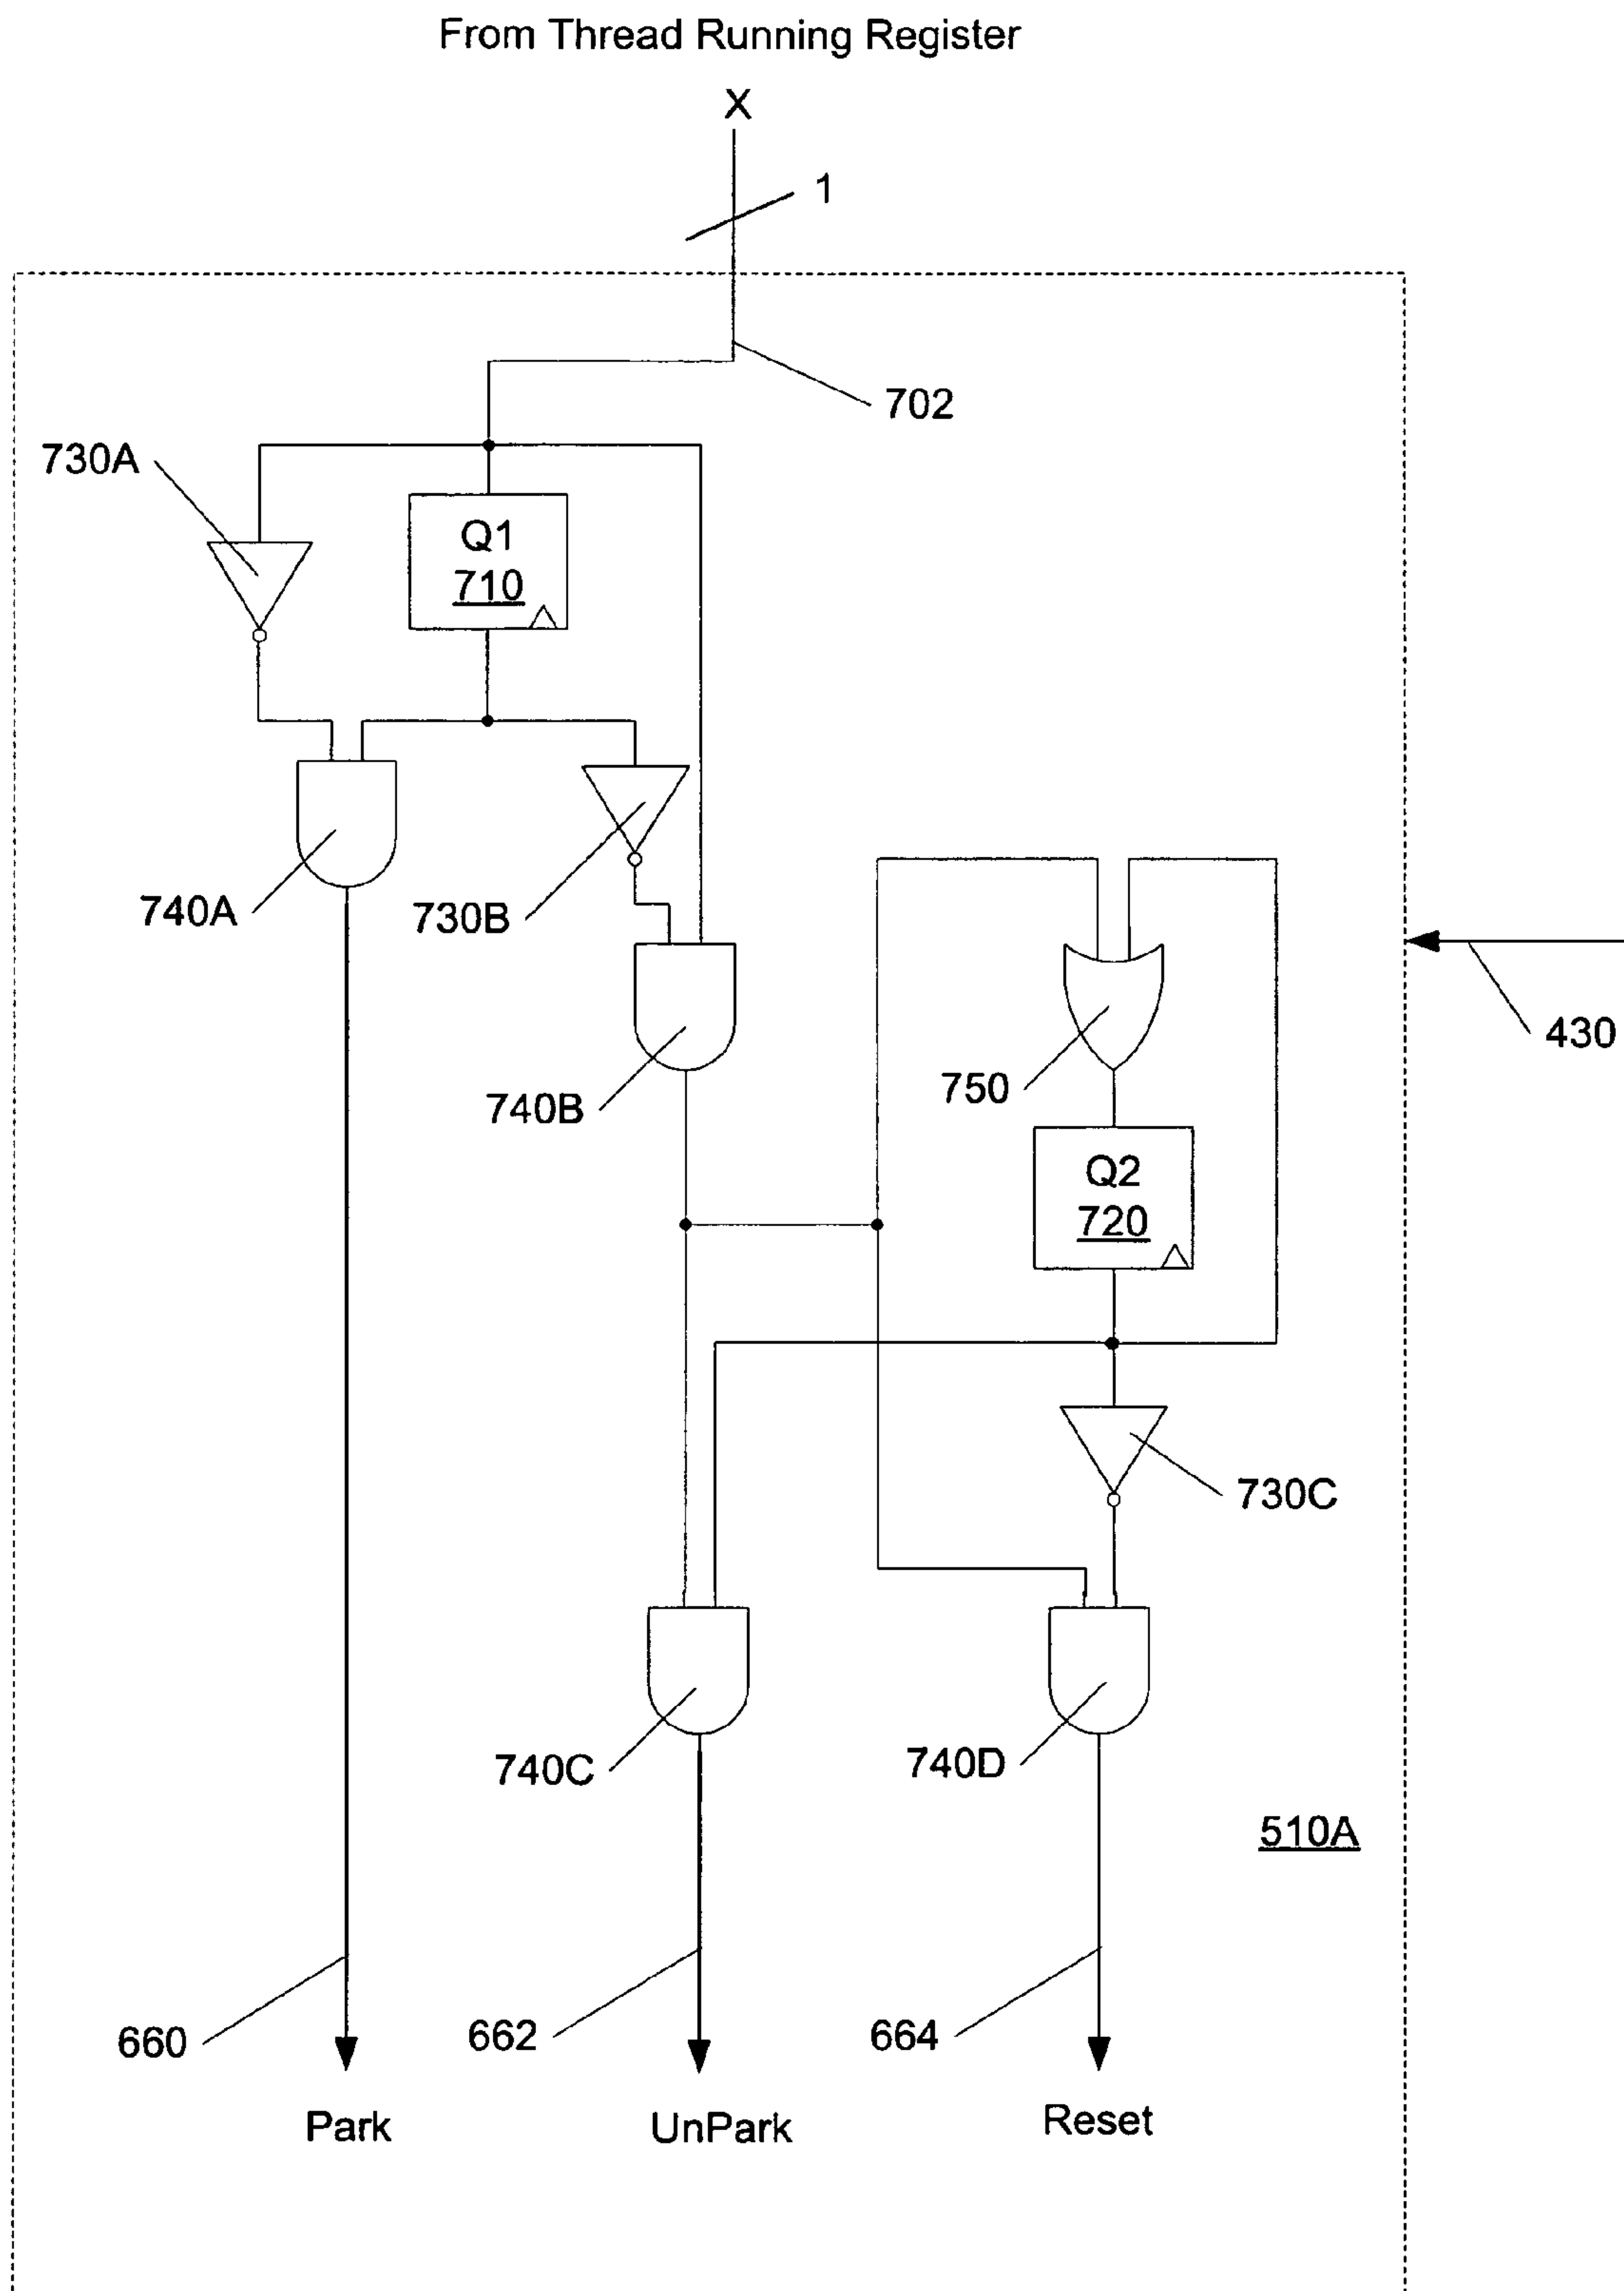 From Thread Running Register
X
1
702
730A
Q1
710
740A
730B
430
750
740B
Q2
720
730C
740C
740D
510A
660
662
664
Park
UnPark
Reset